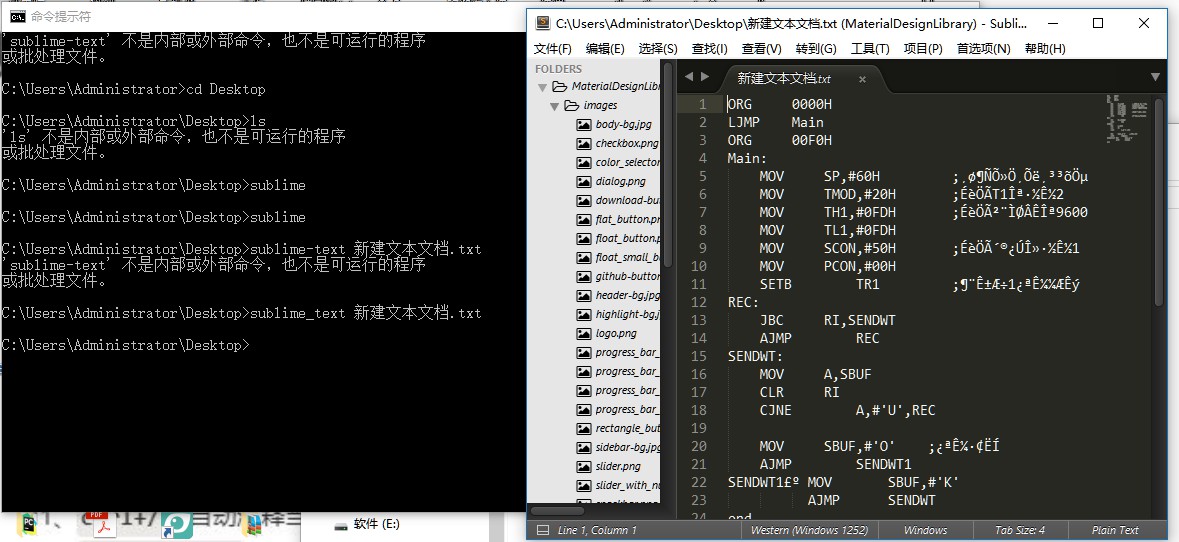 命令提示符
'sublime-text' 不是内部或外部命令，也不是可运行的程序
或批处理文件。
C:\Users\Administrator>cd Desktop
C:\Users\Administrator\Desktop>ls
'ls' 不是内部或外部命令，也不是可运行的程序
或批处理文件。
C:\Users\Administrator\Desktop>sublime
C:\Users\Administrator\Desktop>sublime
C:\Users\Administrator\Desktop>sublime-text 新建文本文档.txt
'sublime-text' 不是内部或外部命令，也不是可运行的程序
或批处理文件。
C:\Users\Administrator\Desktop>sublime_text 新建文本文档.txt
C:\Users\Administrator\Desktop>
软件 (E:)
C:\Users\Administrator\Desktop\新建文本文档.txt (MaterialDesignLibrary) - Subli...
文件(F) 编辑(E) 选择(S) 查找(I) 查看(V) 转到(G) 工具(T) 项目(P) 首选项(N) 帮助(H)
FOLDERS
MaterialDesignLibr
images
body-bg.jpg
checkbox.png
color_selector
dialog.png
download-but
flat_button.pn
float_button.p
float_small_b
github-button
header-bg.jpg
highlight-bg.j
logo.png
progress_bar_
progress_bar_
progress_bar_
progress_bar_
rectangle_but
sidebar-bg.jpg
slider.png
slider_with_nu
snackbar.png
新建文本文档.txt
1 ORG 0000H
2 LJMP Main
3 ORG 00F0H
4 Main:
5 MOV SP,#60H ;¸ø¶ÑÕ»Ö¸Õë¸³³õÖµ
6 MOV TMOD,#20H ;ÉèÖÃT1Îª·½Ê½2
7 MOV TH1,#0FDH ;ÉèÖÃ²¨ÌØÂÊÎª9600
8 MOV TL1,#0FDH
9 MOV SCON,#50H ;ÉèÖÃ´®¿ÚÎ»·½Ê½1
10 MOV PCON,#00H
11 SETB TR1 ;¶¨Ê±Æ÷1¿ªÊ¼¼ÆÊý
12 REC:
13 JBC RI,SENDWT
14 AJMP REC
15 SENDWT:
16 MOV A,SBUF
17 CLR RI
18 CJNE A,#'U',REC
19
20 MOV SBUF,#'O' ;¿ªÊ¼·¢ËÍ
21 AJMP SENDWT1
22 SENDWT1£º MOV SBUF,#'K'
23 AJMP SENDWT
24 end
Line 1, Column 1 Western (Windows 1252) Windows Tab Size: 4 Plain Text